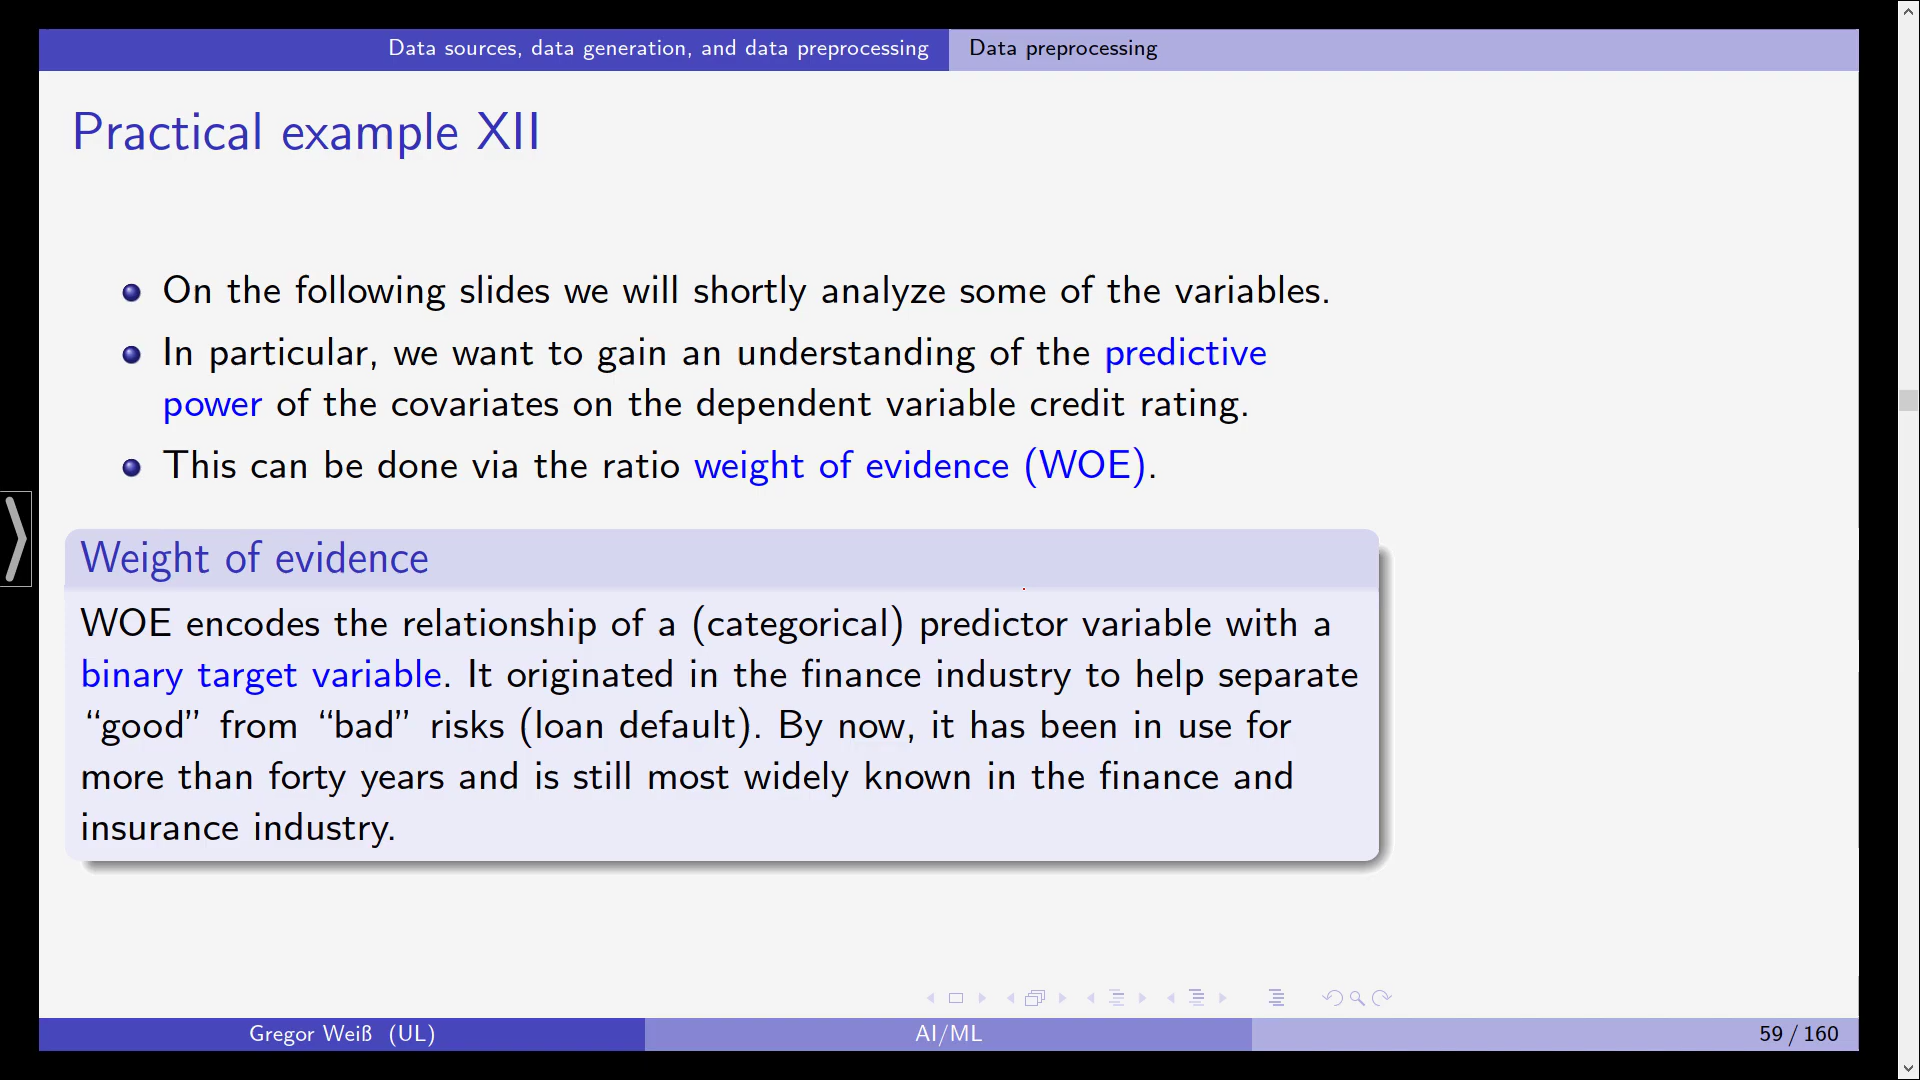 Data sources, data generation, and data preprocessing
Data preprocessing
Practical example XII
On the following slides we will shortly analyze some of the variables.
In particular, we want to gain an understanding of the predictive
power of the covariates on the dependent variable credit rating.
This can be done via the ratio weight of evidence (WOE).
Weight of evidence
WOE encodes the relationship of a (categorical) predictor variable with a
binary target variable. It originated in the finance industry to help separate
“good” from “bad” risks (loan default). By now, it has been in use for
more than forty years and is still most widely known in the finance and
insurance industry.
Gregor Weiß (UL)
AI/ML
59 / 160